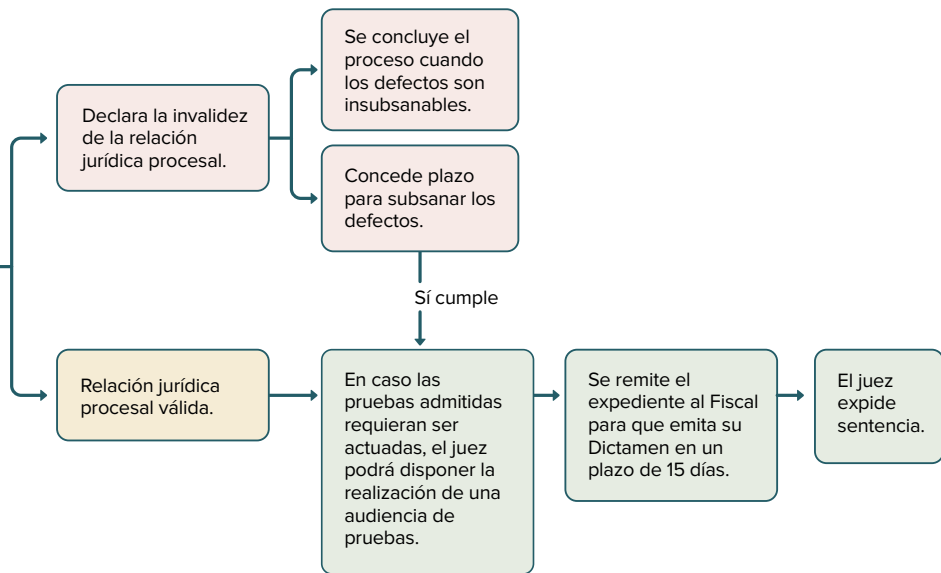 Se concluye el
proceso cuando
los defectos son
insubsanables.
Declara la invalidez
de la relación
jurídica procesal.
Concede plazo
para subsanar los
defectos.
Sí cumple
Relación jurídica
procesal válida.
En caso las
pruebas admitidas
requieran ser
actuadas, el juez
podrá disponer la
realización de una
audiencia de
pruebas.
Se remite el
expediente al Fiscal
para que emita su
Dictamen en un
plazo de 15 días.
El juez
expide
sentencia.